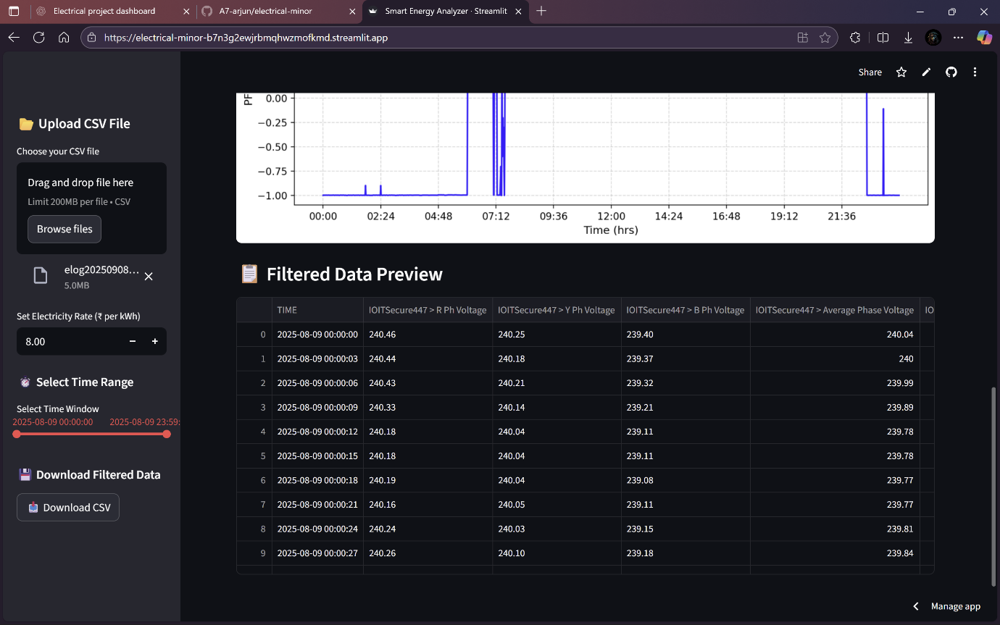 Electrical project dashboard
A7-arjun/electrical-minor
Smart Energy Analyzer · Streamlit
https://electrical-minor-b7n3g2ewjrbmqhwzmofkmd.streamlit.app
Share
📂 Upload CSV File
Choose your CSV file
Drag and drop file here
Limit 200MB per file • CSV
Browse files
elog20250908...
5.0MB
Set Electricity Rate (₹ per kWh)
8.00 − +
⏱️ Select Time Range
Select Time Window
2025-08-09 00:00:00 2025-08-09 23:59:
💾 Download Filtered Data
📥 Download CSV
PF
0.00
−0.25
−0.50
−0.75
−1.00
00:00 02:24 04:48 07:12 09:36 12:00 14:24 16:48 19:12 21:36
Time (hrs)
📋 Filtered Data Preview
TIME IOITSecure447 > R Ph Voltage IOITSecure447 > Y Ph Voltage IOITSecure447 > B Ph Voltage IOITSecure447 > Average Phase Voltage IO
0 2025-08-09 00:00:00 240.46 240.25 239.40 240.04
1 2025-08-09 00:00:03 240.44 240.18 239.37 240
2 2025-08-09 00:00:06 240.43 240.21 239.32 239.99
3 2025-08-09 00:00:09 240.33 240.14 239.21 239.89
4 2025-08-09 00:00:12 240.18 240.04 239.11 239.78
5 2025-08-09 00:00:15 240.18 240.04 239.11 239.78
6 2025-08-09 00:00:18 240.19 240.04 239.08 239.77
7 2025-08-09 00:00:21 240.16 240.05 239.11 239.77
8 2025-08-09 00:00:24 240.24 240.03 239.15 239.81
9 2025-08-09 00:00:27 240.26 240.10 239.18 239.84
Manage app